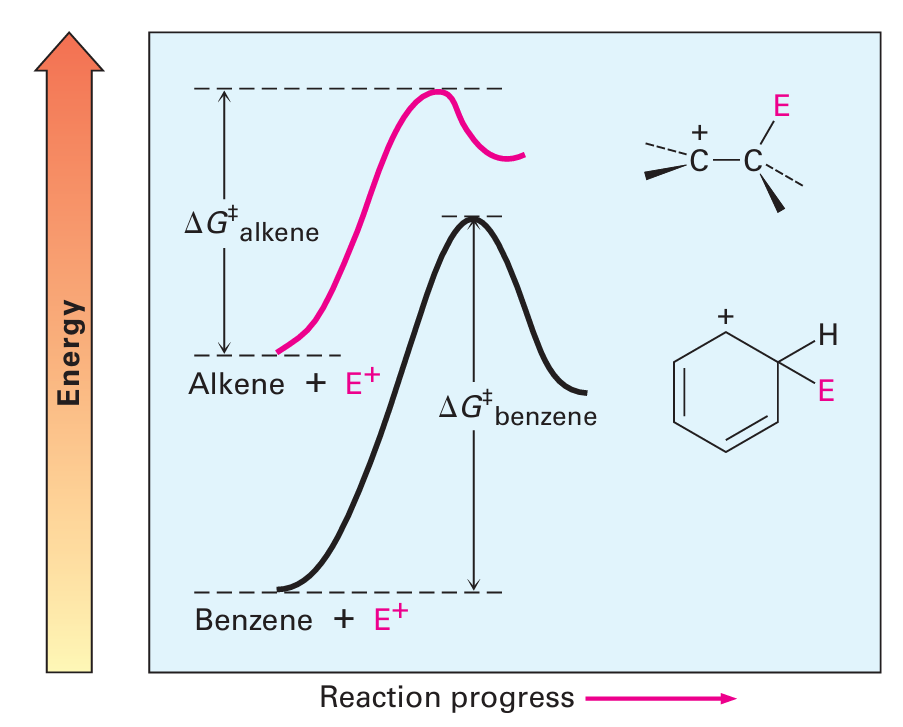 Energy
ΔG‡alkene
Alkene + E⁺
ΔG‡benzene
Benzene + E⁺
+
E
C—C
+
H
E
Reaction progress